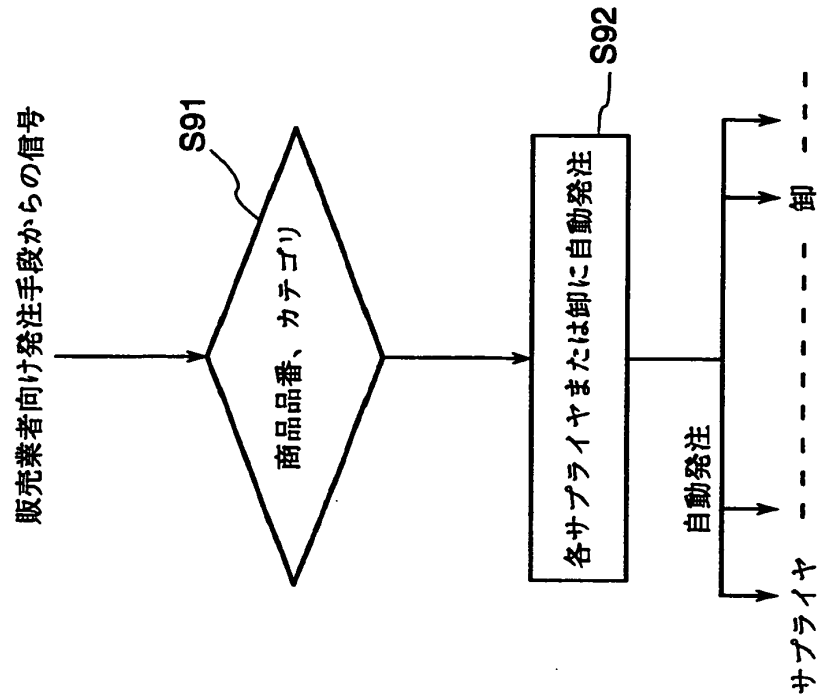 販売業者向け発注手段からの信号
S91
商品品番、カテゴリ
S92
各サプライヤまたは卸に自動発注
自動発注
サプライヤ
卸